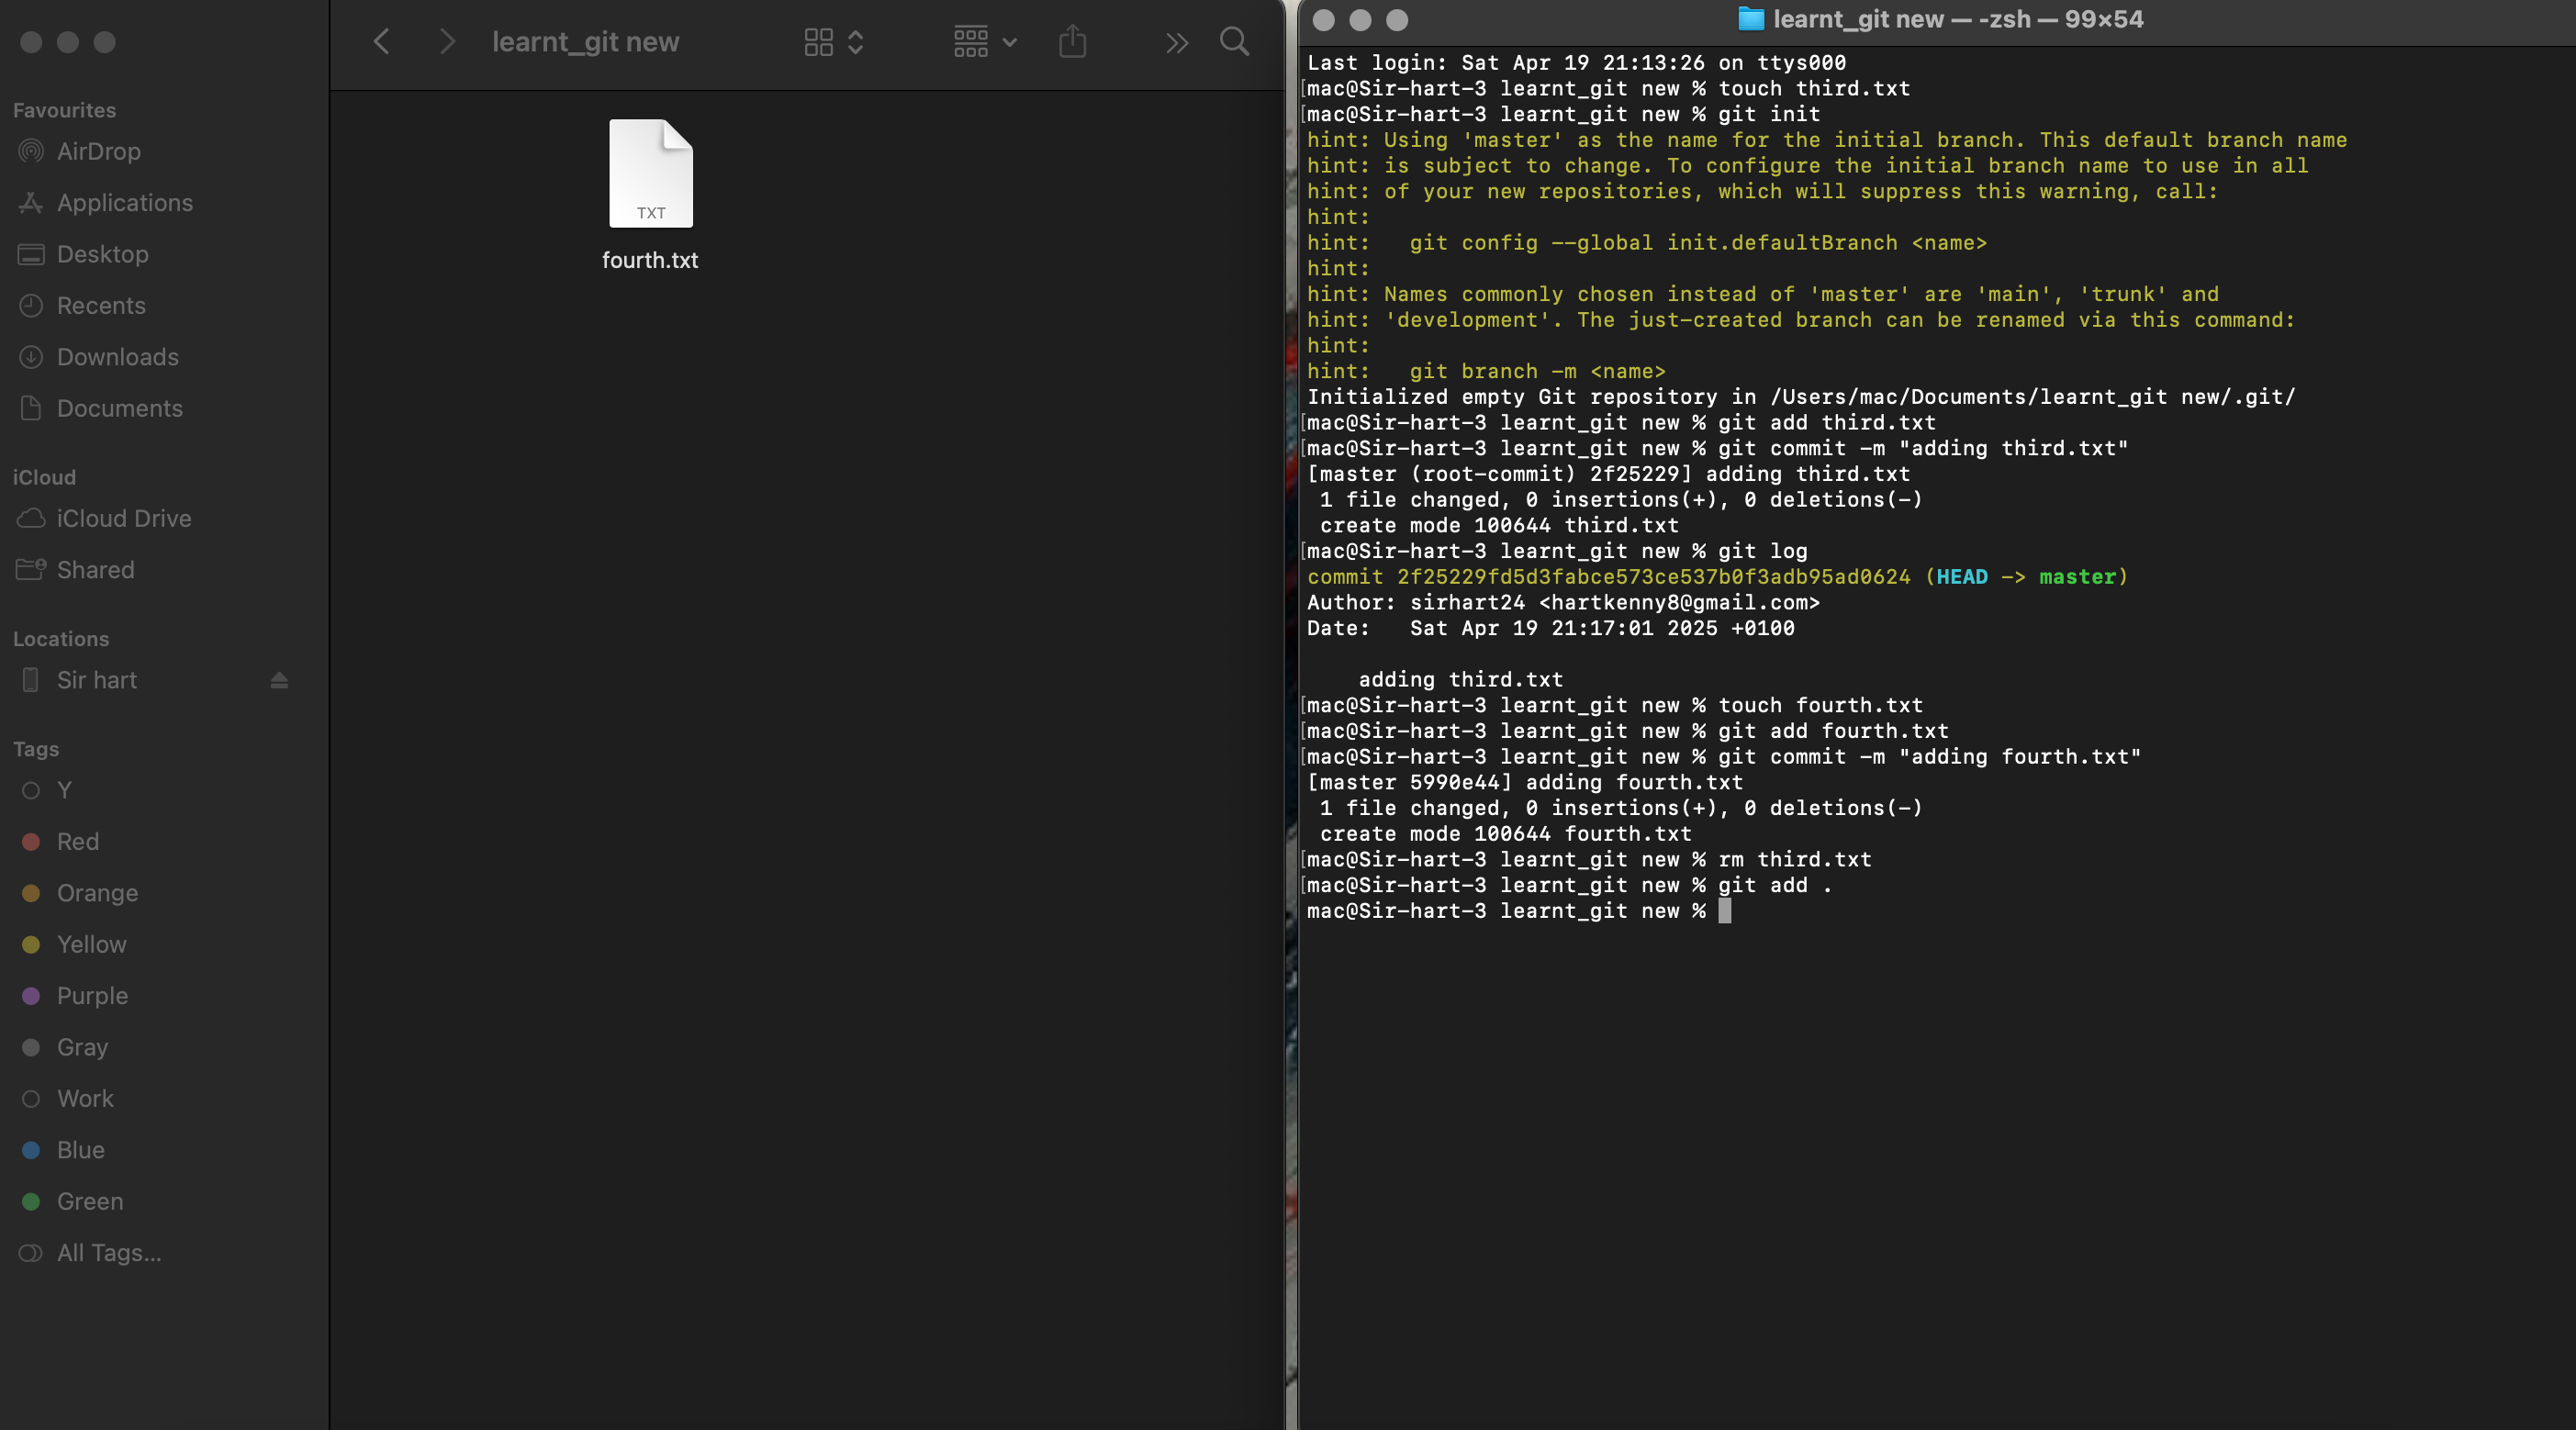 learnt_git new
Favourites
AirDrop
Applications
Desktop
Recents
Downloads
Documents
iCloud
iCloud Drive
Shared
Locations
Sir hart
Tags
Y
Red
Orange
Yellow
Purple
Gray
Work
Blue
Green
All Tags...
TXT
fourth.txt
learnt_git new — -zsh — 99×54
Last login: Sat Apr 19 21:13:26 on ttys000
[mac@Sir-hart-3 learnt_git new % touch third.txt
[mac@Sir-hart-3 learnt_git new % git init
hint: Using 'master' as the name for the initial branch. This default branch name
hint: is subject to change. To configure the initial branch name to use in all
hint: of your new repositories, which will suppress this warning, call:
hint:
hint:   git config --global init.defaultBranch <name>
hint:
hint: Names commonly chosen instead of 'master' are 'main', 'trunk' and
hint: 'development'. The just-created branch can be renamed via this command:
hint:
hint:   git branch -m <name>
Initialized empty Git repository in /Users/mac/Documents/learnt_git new/.git/
[mac@Sir-hart-3 learnt_git new % git add third.txt
[mac@Sir-hart-3 learnt_git new % git commit -m "adding third.txt"
[master (root-commit) 2f25229] adding third.txt
 1 file changed, 0 insertions(+), 0 deletions(-)
 create mode 100644 third.txt
[mac@Sir-hart-3 learnt_git new % git log
commit 2f25229fd5d3fabce573ce537b0f3adb95ad0624 (HEAD -> master)
Author: sirhart24 <hartkenny8@gmail.com>
Date:   Sat Apr 19 21:17:01 2025 +0100
    adding third.txt
[mac@Sir-hart-3 learnt_git new % touch fourth.txt
[mac@Sir-hart-3 learnt_git new % git add fourth.txt
[mac@Sir-hart-3 learnt_git new % git commit -m "adding fourth.txt"
[master 5990e44] adding fourth.txt
 1 file changed, 0 insertions(+), 0 deletions(-)
 create mode 100644 fourth.txt
[mac@Sir-hart-3 learnt_git new % rm third.txt
[mac@Sir-hart-3 learnt_git new % git add .
mac@Sir-hart-3 learnt_git new %